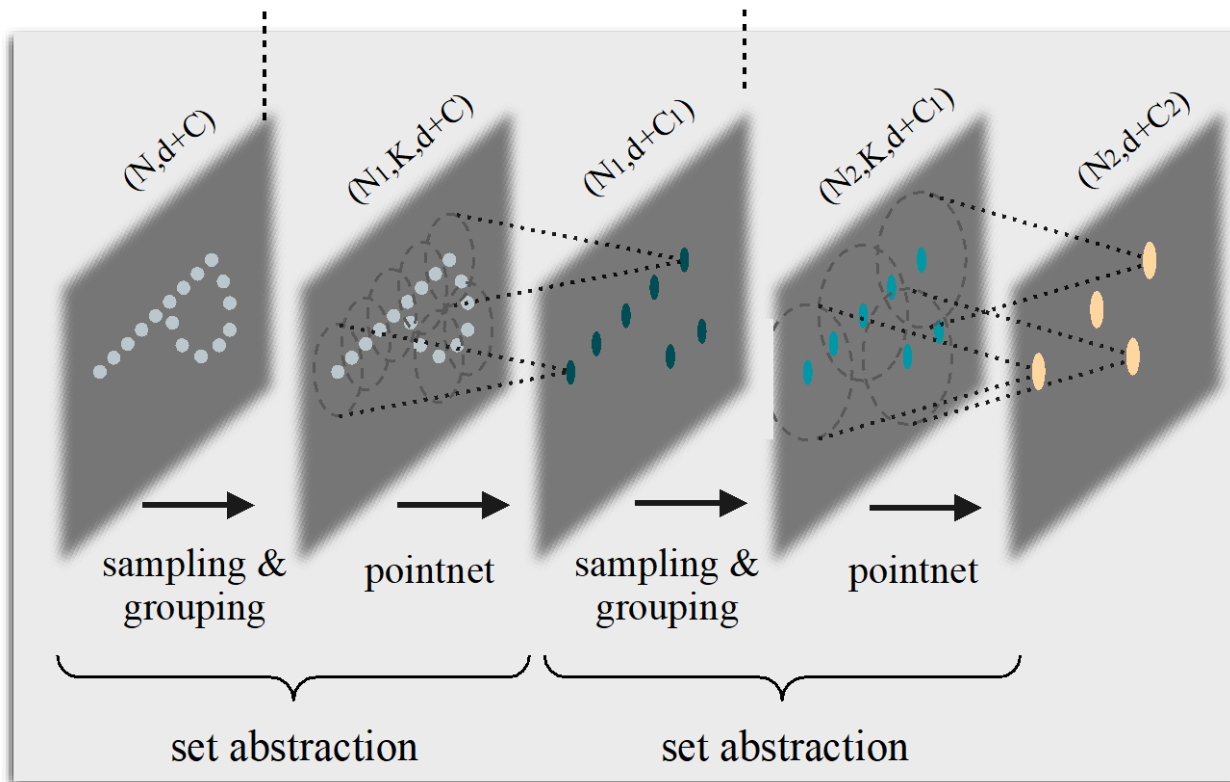 (N,d+C)
(N1,K,d+C)
(N1,d+C1)
(N2,K,d+C1)
(N2,d+C2)
sampling &
grouping
pointnet
sampling &
grouping
pointnet
set abstraction
set abstraction